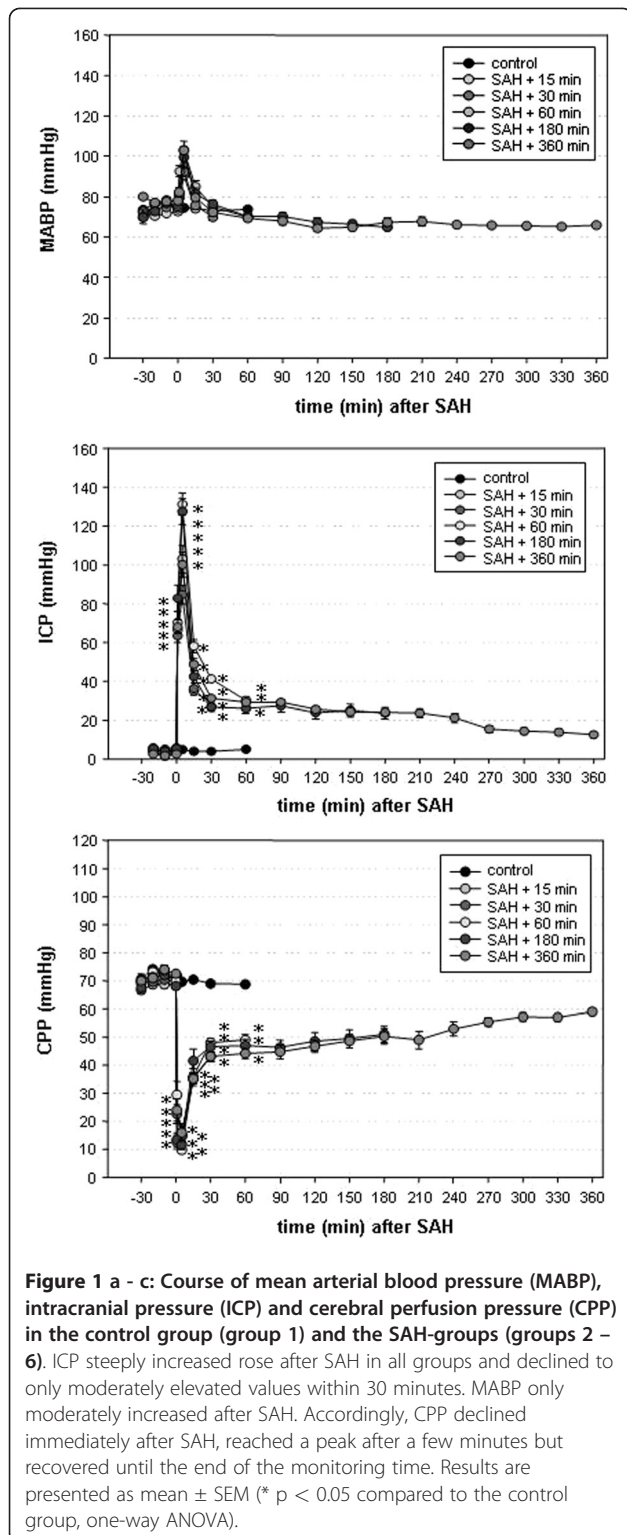 160
140
120
100
80
60
40
20
0
MABP (mmHg)
control
SAH + 15 min
SAH + 30 min
SAH + 60 min
SAH + 180 min
SAH + 360 min
-30 0 30 60 90 120 150 180 210 240 270 300 330 360
time (min) after SAH
160
140
120
100
80
60
40
20
0
ICP (mmHg)
control
SAH + 15 min
SAH + 30 min
SAH + 60 min
SAH + 180 min
SAH + 360 min
-30 0 30 60 90 120 150 180 210 240 270 300 330 360
time (min) after SAH
120
110
100
90
80
70
60
50
40
30
20
10
0
CPP (mmHg)
control
SAH + 15 min
SAH + 30 min
SAH + 60 min
SAH + 180 min
SAH + 360 min
-30 0 30 60 90 120 150 180 210 240 270 300 330 360
time (min) after SAH
Figure 1 a - c: Course of mean arterial blood pressure (MABP),
intracranial pressure (ICP) and cerebral perfusion pressure (CPP)
in the control group (group 1) and the SAH-groups (groups 2 –
6). ICP steeply increased rose after SAH in all groups and declined to
only moderately elevated values within 30 minutes. MABP only
moderately increased after SAH. Accordingly, CPP declined
immediately after SAH, reached a peak after a few minutes but
recovered until the end of the monitoring time. Results are
presented as mean ± SEM (* p < 0.05 compared to the control
group, one-way ANOVA).